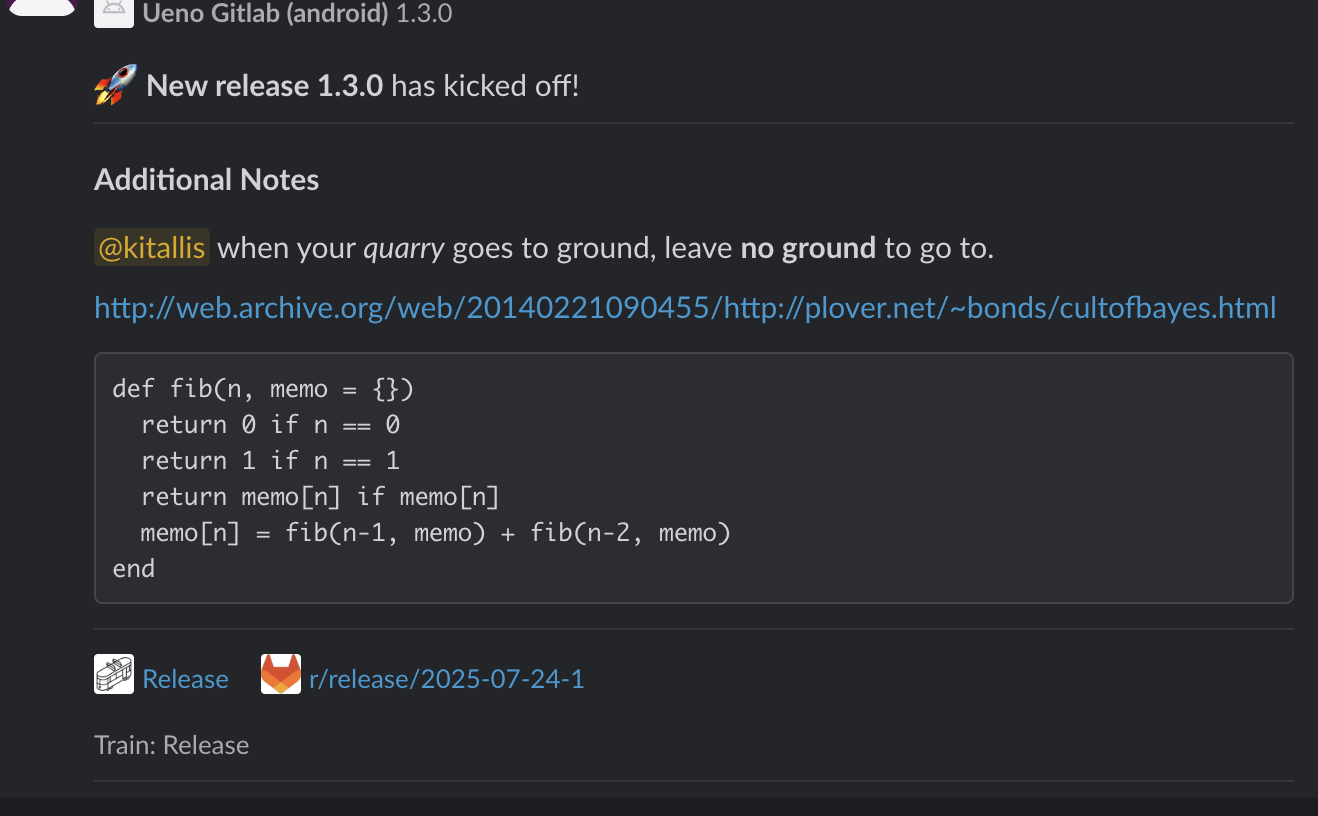 Ueno Gitlab (android) 1.3.0
New release 1.3.0 has kicked off!
Additional Notes
@kitallis when your quarry goes to ground, leave no ground to go to.
http://web.archive.org/web/20140221090455/http://plover.net/~bonds/cultofbayes.html
def fib(n, memo = {})
  return 0 if n == 0
  return 1 if n == 1
  return memo[n] if memo[n]
  memo[n] = fib(n-1, memo) + fib(n-2, memo)
end
Release r/release/2025-07-24-1
Train: Release